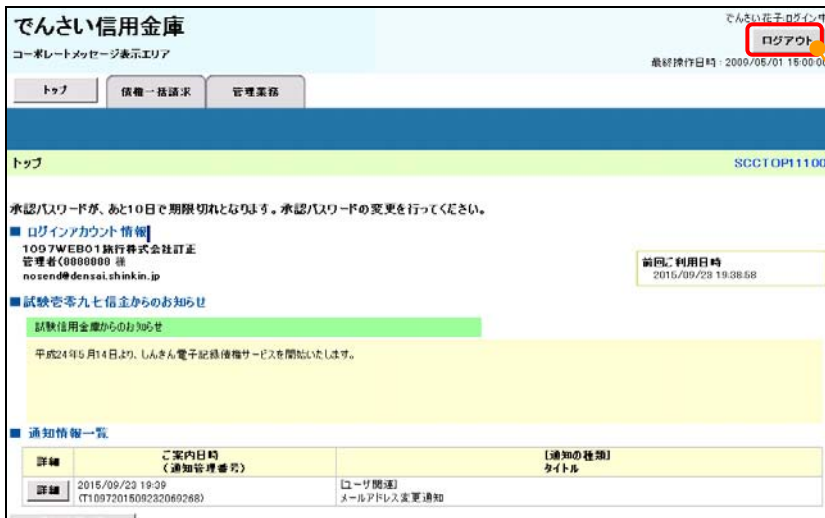 でんさい信用金庫
でんさい花子:ログイン中
コーポレートメッセージ表示エリア
ログアウト
最終操作日時：2009/05/01 15:00:00
トップ
債権一括請求
管理業務
トップ
SCCTOP11100
承認パスワードが、あと10日で期限切れとなります。承認パスワードの変更を行ってください。
■ ログインアカウント情報
1097WEB01旅行株式会社訂正
管理者(0000000 様
nosend@densai.shinkin.jp
前回ご利用日時
2015/09/23 19:38:58
■試験壱零九七信金からのお知らせ
試験信用金庫からのお知らせ
平成24年5月14日より、しんきん電子記録債権サービスを開始いたします。
■ 通知情報一覧
詳細 ご案内日時 （通知管理番号） [通知の種類] タイトル
詳細 2015/09/23 19:39 [ユーザ関連]
(T1097201509232069268) メールアドレス変更通知